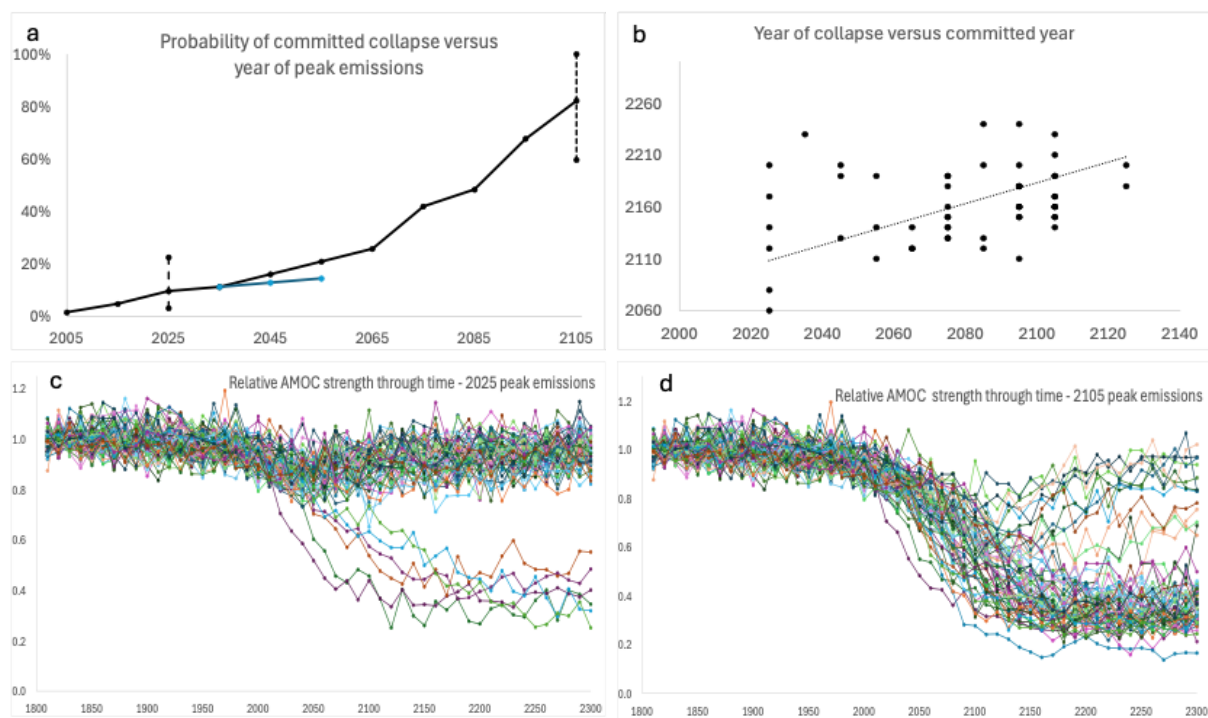 a
Probability of committed collapse versus
year of peak emissions
100%
80%
60%
40%
20%
0%
2005 2025 2045 2065 2085 2105
b
Year of collapse versus committed year
2260
2210
2160
2110
2060
2000 2020 2040 2060 2080 2100 2120 2140
c
Relative AMOC strength through time - 2025 peak emissions
1.2
1.0
0.8
0.6
0.4
0.2
0.0
1800 1850 1900 1950 2000 2050 2100 2150 2200 2250 2300
d
Relative AMOC strength through time - 2105 peak emissions
1.2
1.0
0.8
0.6
0.4
0.2
0.0
1800 1850 1900 1950 2000 2050 2100 2150 2200 2250 2300